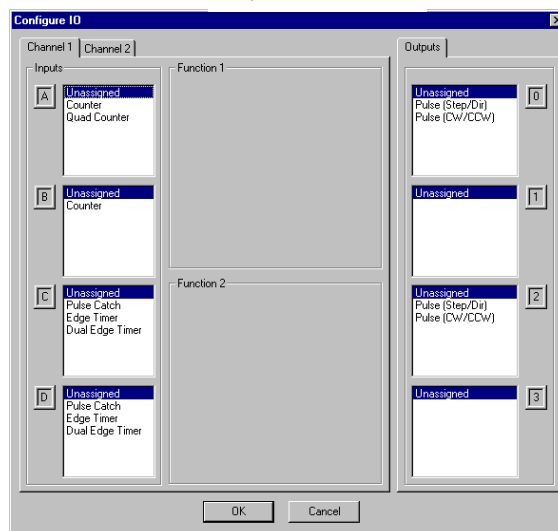 Configure IO
Channel 1
Channel 2
Outputs
Inputs
Function 1
A
Unassigned
Counter
Quad Counter
B
Unassigned
Counter
C
Unassigned
Pulse Catch
Edge Timer
Dual Edge Timer
D
Unassigned
Pulse Catch
Edge Timer
Dual Edge Timer
Function 2
Unassigned
Pulse (Step/Dir)
Pulse (CW/CCW)
0
Unassigned
1
Unassigned
Pulse (Step/Dir)
Pulse (CW/CCW)
2
Unassigned
3
OK
Cancel